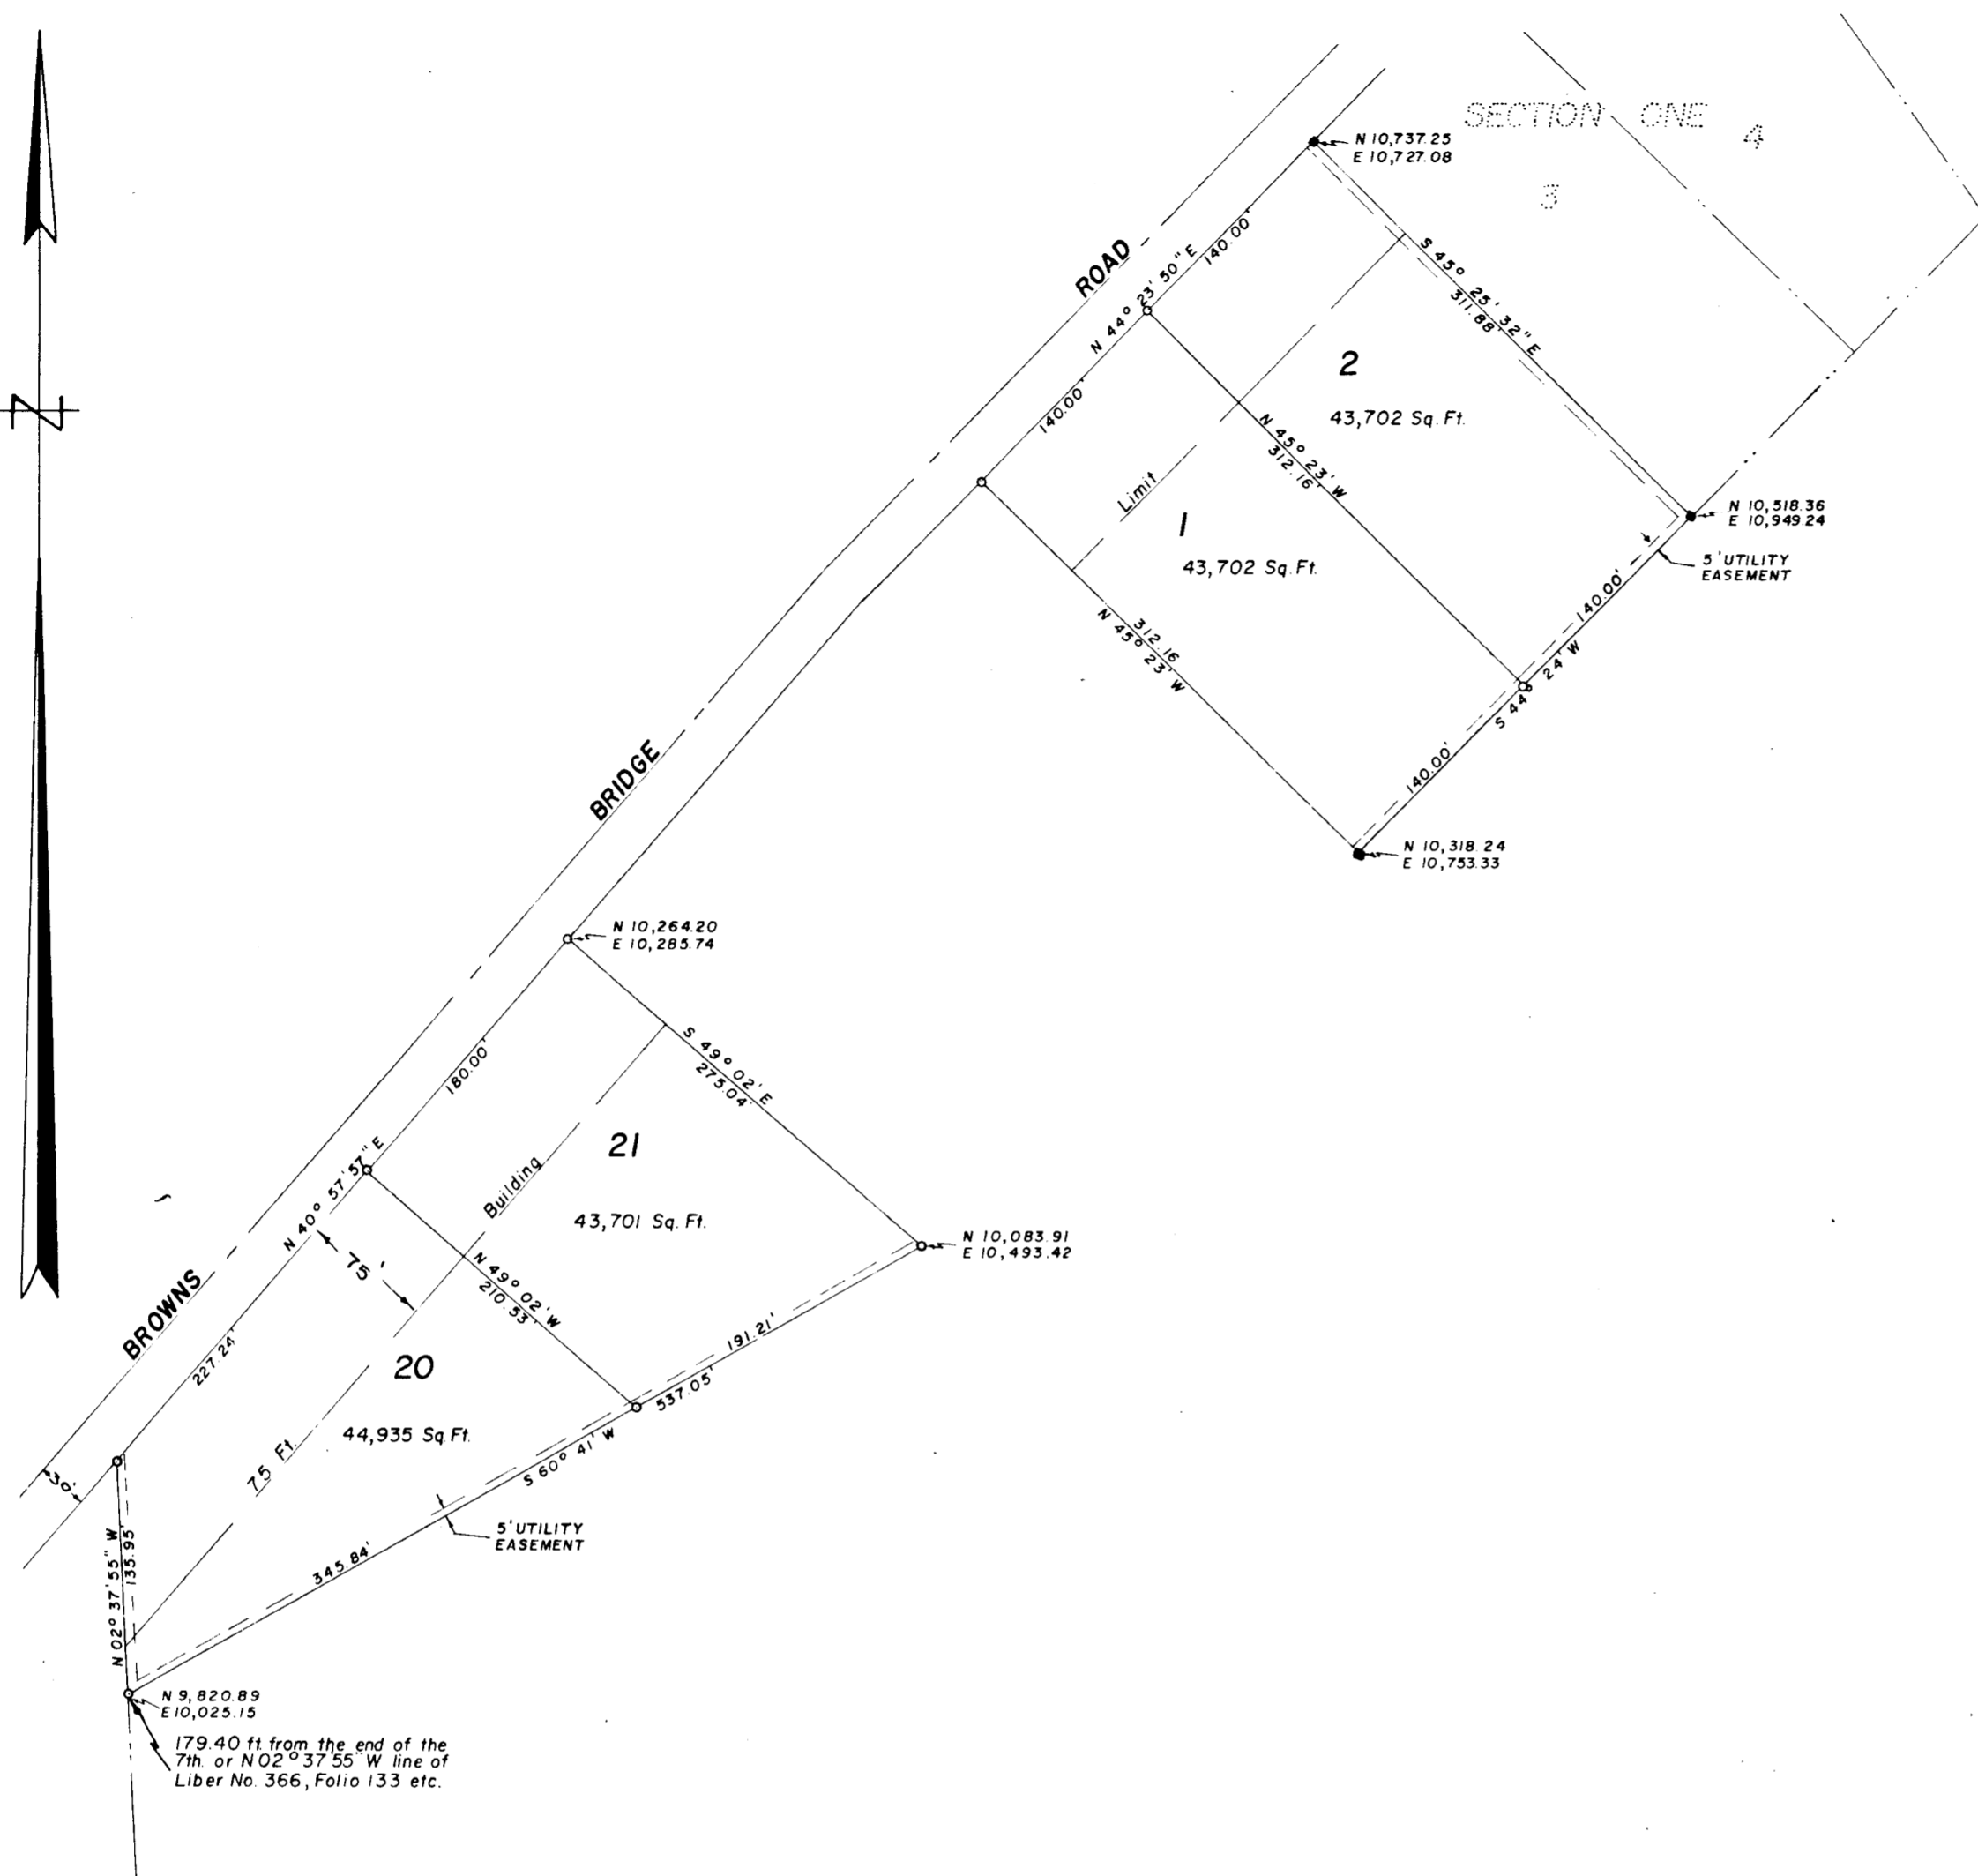 SECTION ONE
4
3
N 10,737.25
E 10,727.08
ROAD
N 44° 23' 50" E
140.00'
140.00'
S 45° 25' 32" E
311.88'
2
43,702 Sq. Ft.
N 45° 23' W
312.16'
Limit
1
43,702 Sq. Ft.
312.16
N 45° 23' W
N 10,518.36
E 10,949.24
5' UTILITY
EASEMENT
140.00'
S 44° 24' W
140.00'
N 10,318.24
E 10,753.33
N
BRIDGE
N 10,264.20
E 10,285.74
180.00'
S 49° 02' E
275.04'
21
43,701 Sq. Ft.
Building
N 40° 57' 57" E
75'
N 49° 02' W
210.53'
N 10,083.91
E 10,493.42
191.21'
537.05'
S 60° 41' W
BROWNS
227.24'
20
44,935 Sq. Ft.
75 Ft.
30'
5' UTILITY
EASEMENT
345.84'
N 02° 37' 55" W
135.95'
N 9,820.89
E 10,025.15
179.40 ft. from the end of the
7th. or N 02° 37' 55" W line of
Liber No. 366, Folio 133 etc.